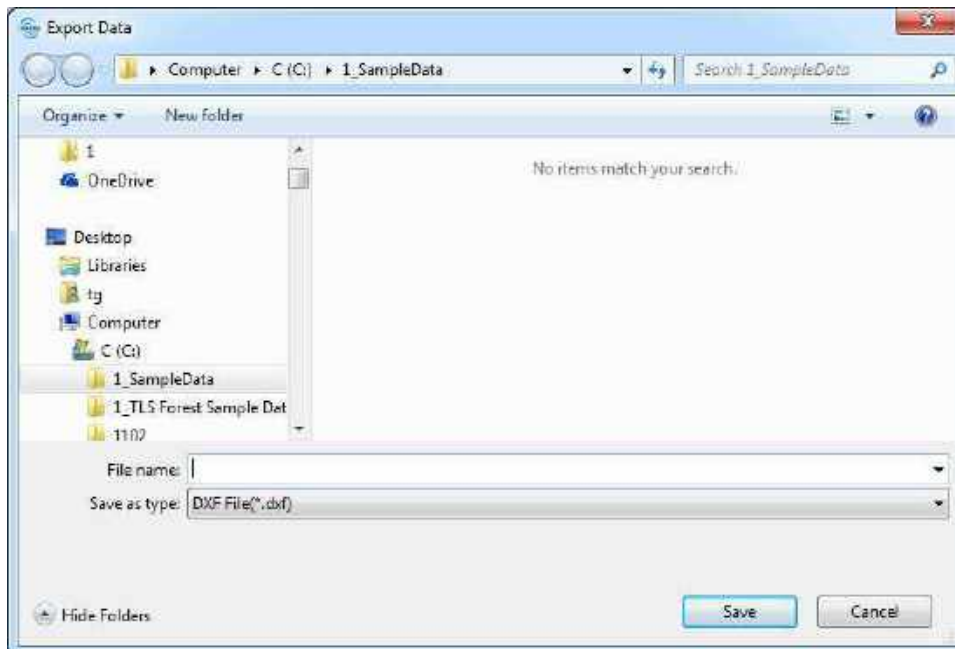 Export Data
Computer C (C:) 1_SampleData Search 1_SampleData
Organize New folder
1
OneDrive
No items match your search.
Desktop
Libraries
tg
Computer
C (C:)
1_SampleData
1_TLS Forest Sample Dat
1102
File name:
Save as type: DXF File(*.dxf)
Hide Folders Save Cancel